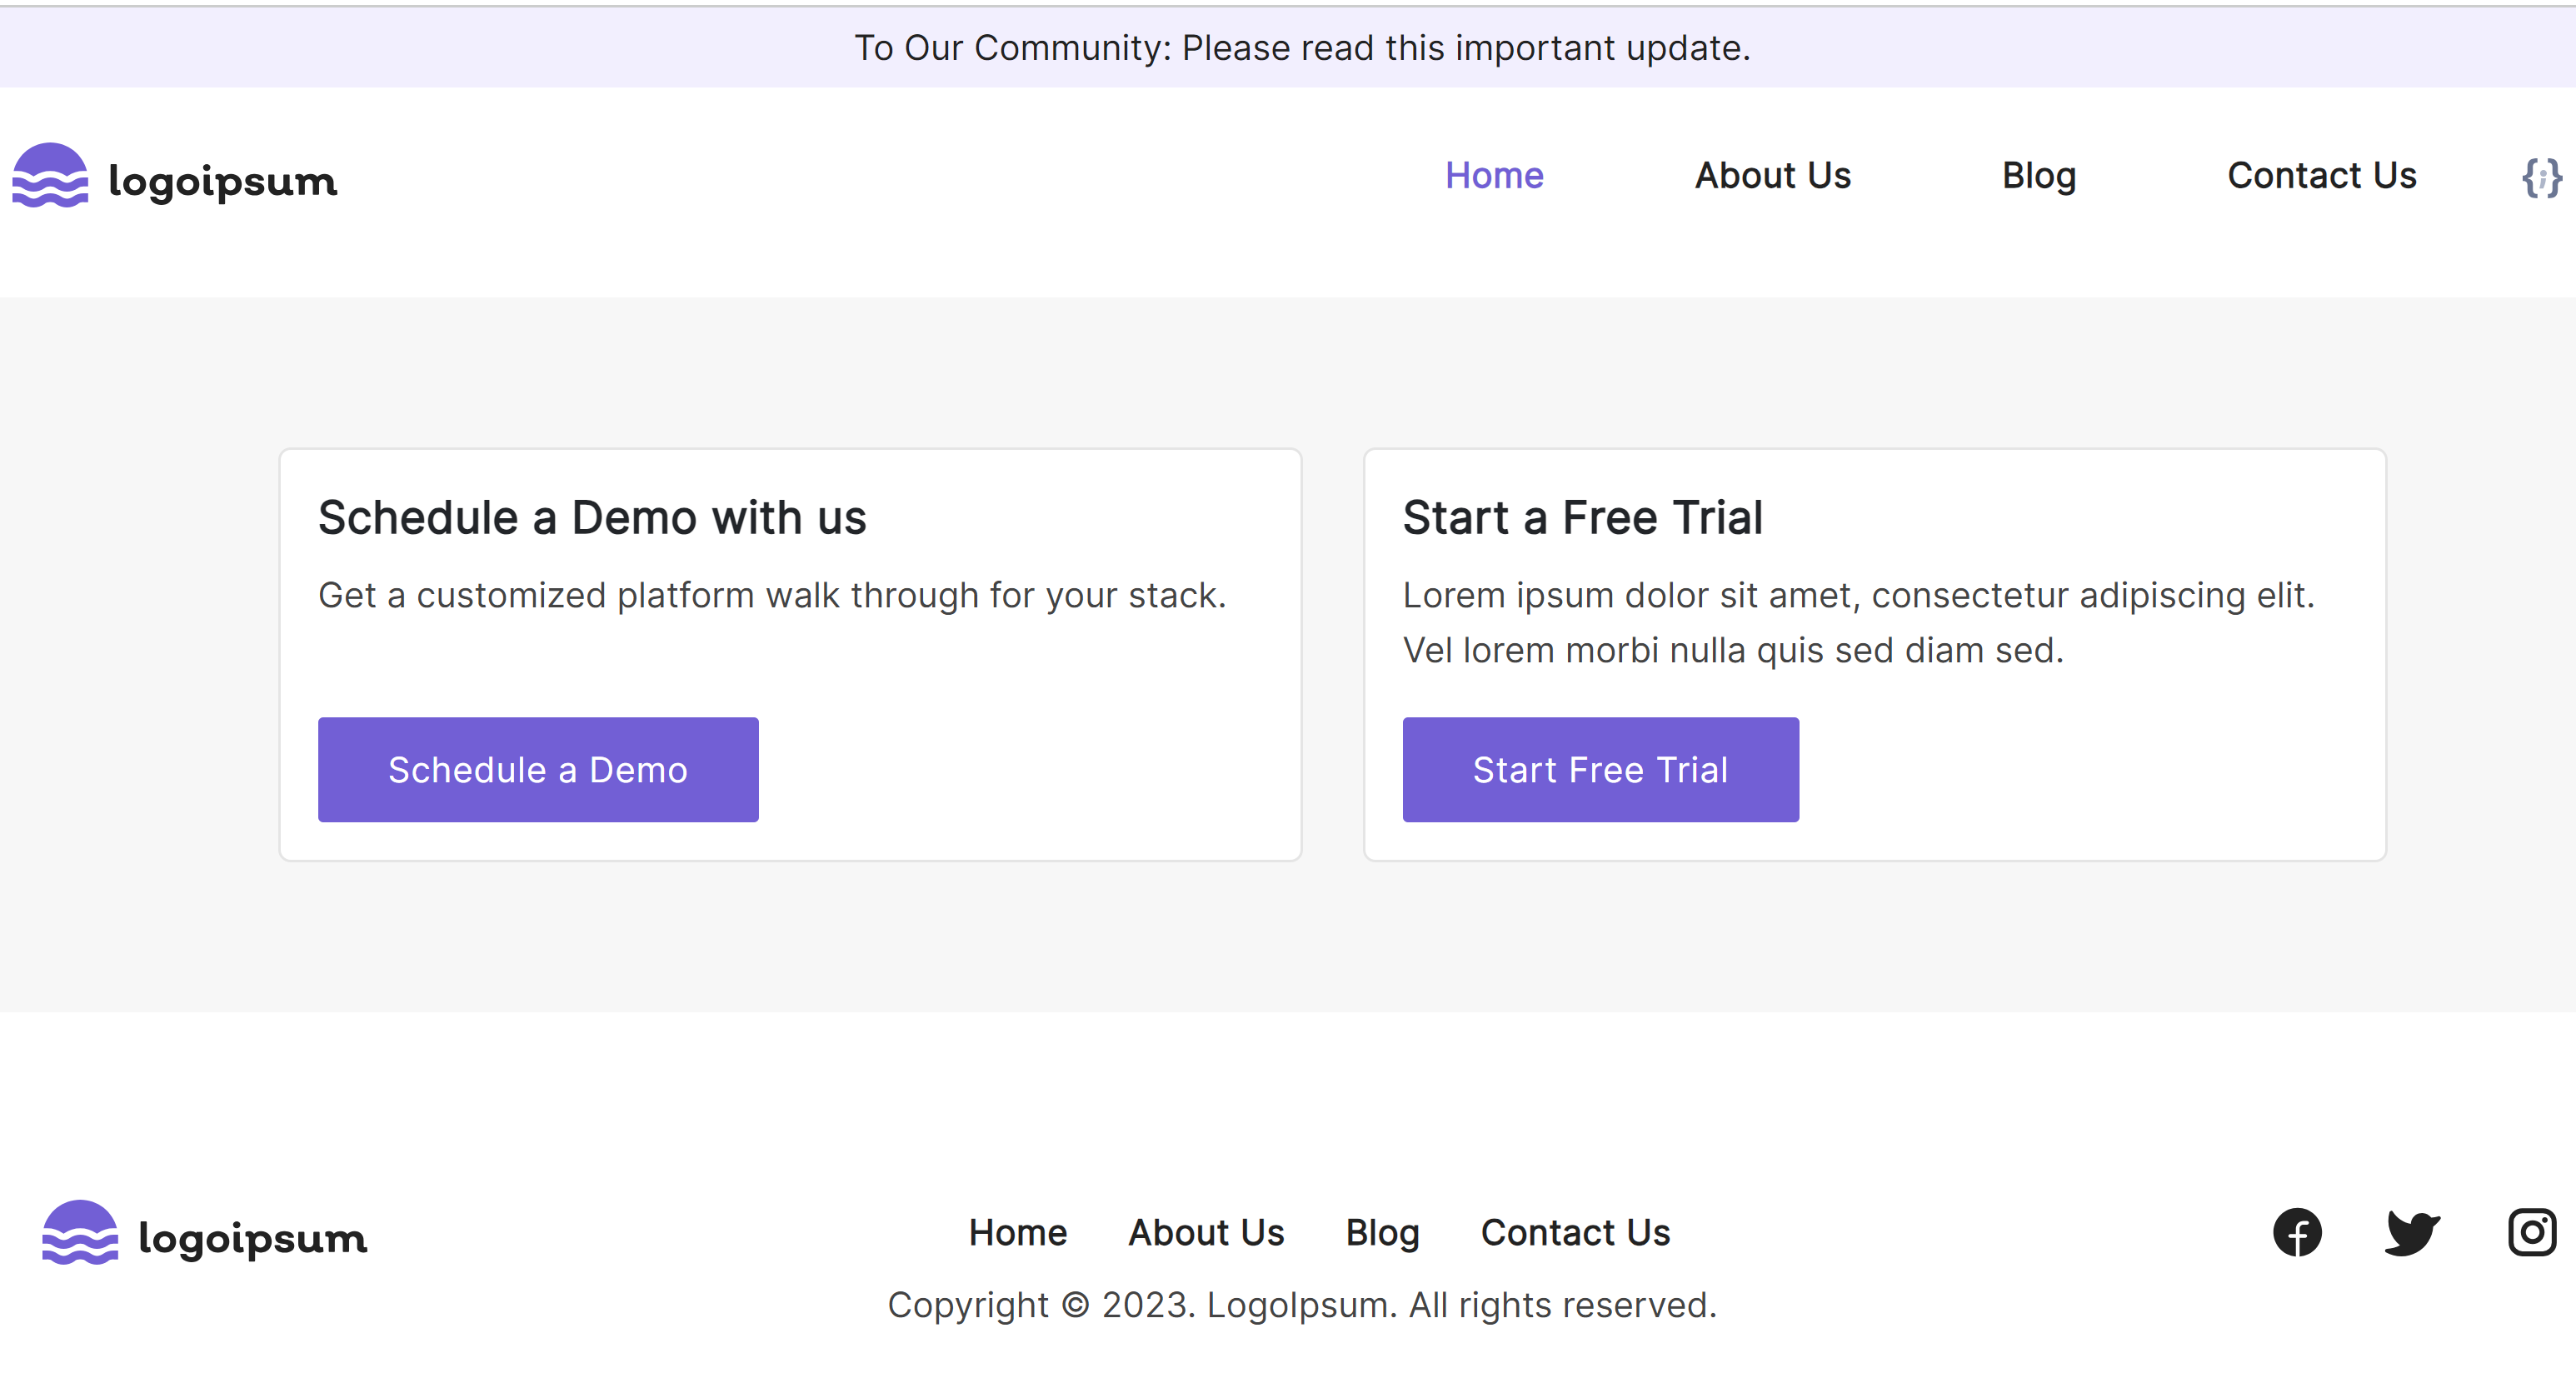 To Our Community: Please read this important update.
logoipsum
Home About Us Blog Contact Us {;}
Schedule a Demo with us
Get a customized platform walk through for your stack.
Schedule a Demo
Start a Free Trial
Lorem ipsum dolor sit amet, consectetur adipiscing elit.
Vel lorem morbi nulla quis sed diam sed.
Start Free Trial
logoipsum
Home About Us Blog Contact Us
Copyright © 2023. LogoIpsum. All rights reserved.